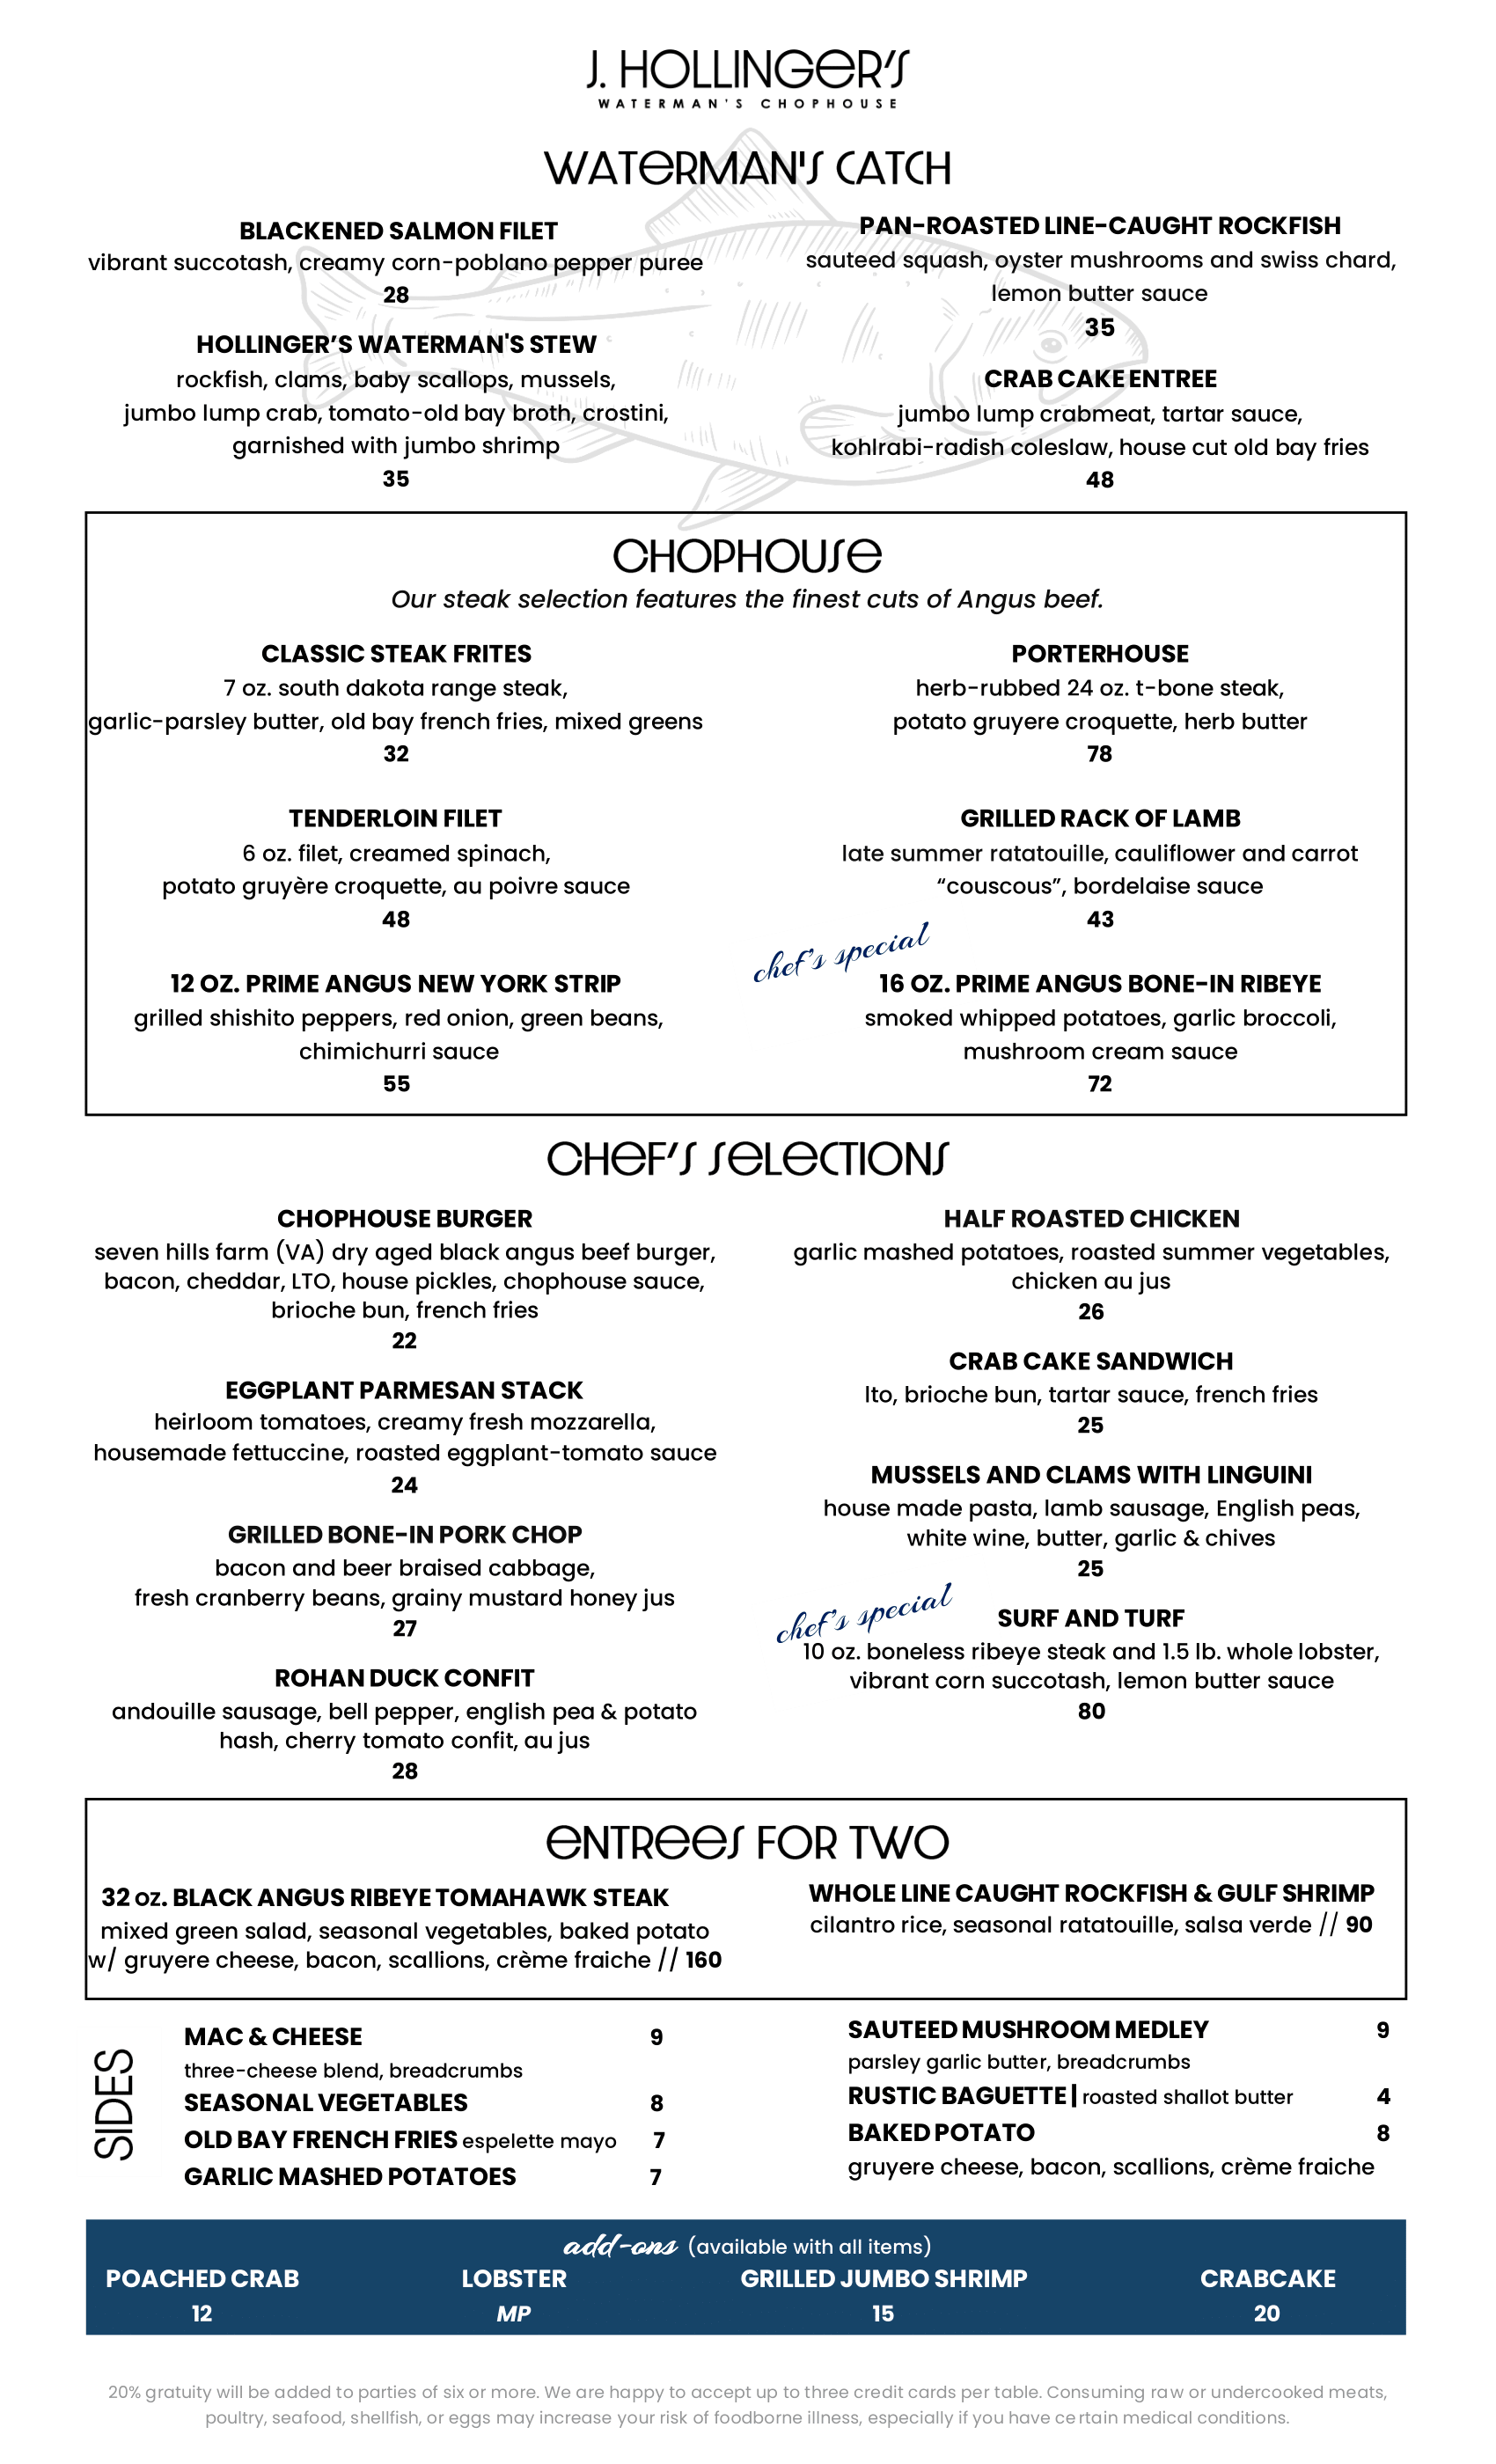 J. HOLLINGER'S
WATERMAN'S CHOPHOUSE
WATERMAN'S CATCH
BLACKENED SALMON FILET
vibrant succotash, creamy corn-poblano pepper puree
28
HOLLINGER’S WATERMAN'S STEW
rockfish, clams, baby scallops, mussels,
jumbo lump crab, tomato-old bay broth, crostini,
garnished with jumbo shrimp
35
PAN-ROASTED LINE-CAUGHT ROCKFISH
sauteed squash, oyster mushrooms and swiss chard,
lemon butter sauce
35
CRAB CAKE ENTREE
jumbo lump crabmeat, tartar sauce,
kohlrabi-radish coleslaw, house cut old bay fries
48
CHOPHOUSE
Our steak selection features the finest cuts of Angus beef.
CLASSIC STEAK FRITES
7 oz. south dakota range steak,
garlic-parsley butter, old bay french fries, mixed greens
32
TENDERLOIN FILET
6 oz. filet, creamed spinach,
potato gruyère croquette, au poivre sauce
48
12 OZ. PRIME ANGUS NEW YORK STRIP
grilled shishito peppers, red onion, green beans,
chimichurri sauce
55
PORTERHOUSE
herb-rubbed 24 oz. t-bone steak,
potato gruyere croquette, herb butter
78
GRILLED RACK OF LAMB
late summer ratatouille, cauliflower and carrot
“couscous”, bordelaise sauce
43
chef's special
16 OZ. PRIME ANGUS BONE-IN RIBEYE
smoked whipped potatoes, garlic broccoli,
mushroom cream sauce
72
CHEF'S SELECTIONS
CHOPHOUSE BURGER
seven hills farm (VA) dry aged black angus beef burger,
bacon, cheddar, LTO, house pickles, chophouse sauce,
brioche bun, french fries
22
EGGPLANT PARMESAN STACK
heirloom tomatoes, creamy fresh mozzarella,
housemade fettuccine, roasted eggplant-tomato sauce
24
GRILLED BONE-IN PORK CHOP
bacon and beer braised cabbage,
fresh cranberry beans, grainy mustard honey jus
27
ROHAN DUCK CONFIT
andouille sausage, bell pepper, english pea & potato
hash, cherry tomato confit, au jus
28
HALF ROASTED CHICKEN
garlic mashed potatoes, roasted summer vegetables,
chicken au jus
26
CRAB CAKE SANDWICH
lto, brioche bun, tartar sauce, french fries
25
MUSSELS AND CLAMS WITH LINGUINI
house made pasta, lamb sausage, English peas,
white wine, butter, garlic & chives
25
chef's special
SURF AND TURF
10 oz. boneless ribeye steak and 1.5 lb. whole lobster,
vibrant corn succotash, lemon butter sauce
80
ENTREES FOR TWO
32 oz. BLACK ANGUS RIBEYE TOMAHAWK STEAK
mixed green salad, seasonal vegetables, baked potato
w/ gruyere cheese, bacon, scallions, crème fraiche // 160
WHOLE LINE CAUGHT ROCKFISH & GULF SHRIMP
cilantro rice, seasonal ratatouille, salsa verde // 90
SIDES
MAC & CHEESE 9
three-cheese blend, breadcrumbs
SEASONAL VEGETABLES 8
OLD BAY FRENCH FRIES espelette mayo 7
GARLIC MASHED POTATOES 7
SAUTEED MUSHROOM MEDLEY 9
parsley garlic butter, breadcrumbs
RUSTIC BAGUETTE | roasted shallot butter 4
BAKED POTATO 8
gruyere cheese, bacon, scallions, crème fraiche
add-ons (available with all items)
POACHED CRAB LOBSTER GRILLED JUMBO SHRIMP CRABCAKE
12 MP 15 20
20% gratuity will be added to parties of six or more. We are happy to accept up to three credit cards per table. Consuming raw or undercooked meats,
poultry, seafood, shellfish, or eggs may increase your risk of foodborne illness, especially if you have certain medical conditions.